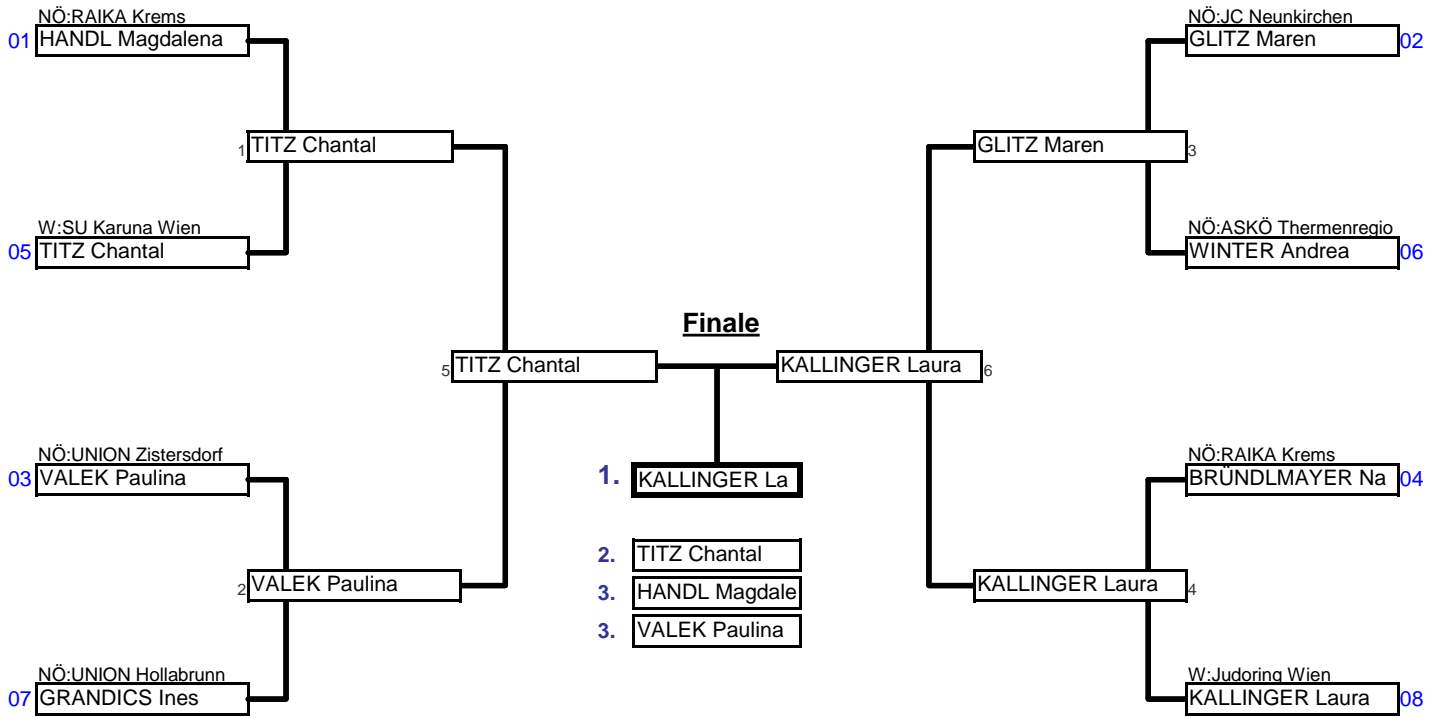 NÖ:RAIKA Krems
01 HANDL Magdalena
NÖ:JC Neunkirchen
GLITZ Maren 02
1 TITZ Chantal
GLITZ Maren 3
W:SU Karuna Wien
05 TITZ Chantal
NÖ:ASKÖ Thermenregio
WINTER Andrea 06
Finale
5 TITZ Chantal
KALLINGER Laura 6
NÖ:UNION Zistersdorf
03 VALEK Paulina
1. KALLINGER La
NÖ:RAIKA Krems
BRÜNDLMAYER Na 04
2. TITZ Chantal
3. HANDL Magdale
3. VALEK Paulina
2 VALEK Paulina
KALLINGER Laura 4
NÖ:UNION Hollabrunn
07 GRANDICS Ines
W:Judoring Wien
KALLINGER Laura 08